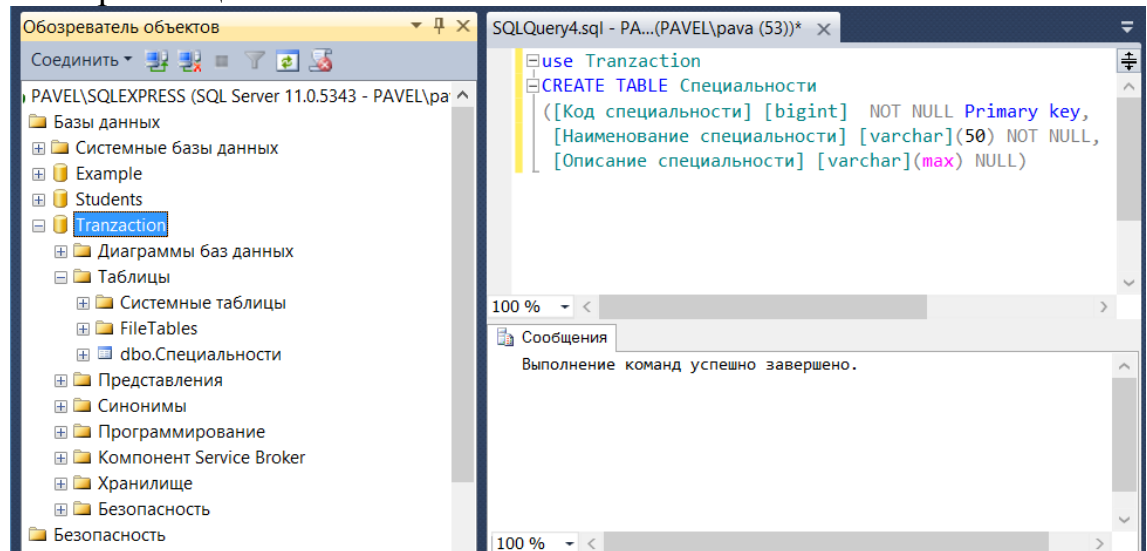 Обозреватель объектов
Соединить
PAVEL\SQLEXPRESS (SQL Server 11.0.5343 - PAVEL\pa
Базы данных
Системные базы данных
Example
Students
Tranzaction
Диаграммы баз данных
Таблицы
Системные таблицы
FileTables
dbo.Специальности
Представления
Синонимы
Программирование
Компонент Service Broker
Хранилище
Безопасность
Безопасность
SQLQuery4.sql - PA...(PAVEL\pava (53))*
use Tranzaction
CREATE TABLE Специальности
([Код специальности] [bigint] NOT NULL Primary key,
[Наименование специальности] [varchar](50) NOT NULL,
[Описание специальности] [varchar](max) NULL)
100 %
Сообщения
Выполнение команд успешно завершено.
100 %